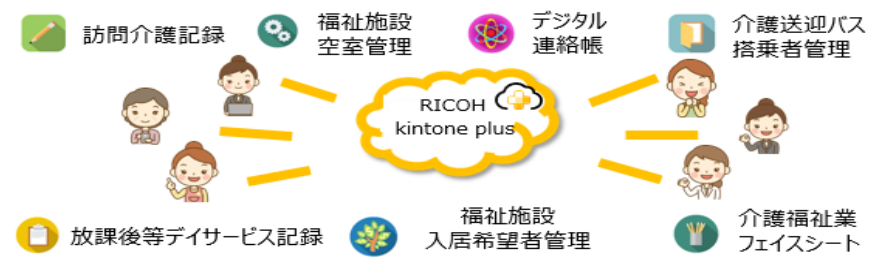 訪問介護記録
福祉施設
空室管理
デジタル
連絡帳
介護送迎バス
搭乗者管理
RICOH
kintone plus
放課後等デイサービス記録
福祉施設
入居希望者管理
介護福祉業
フェイスシート